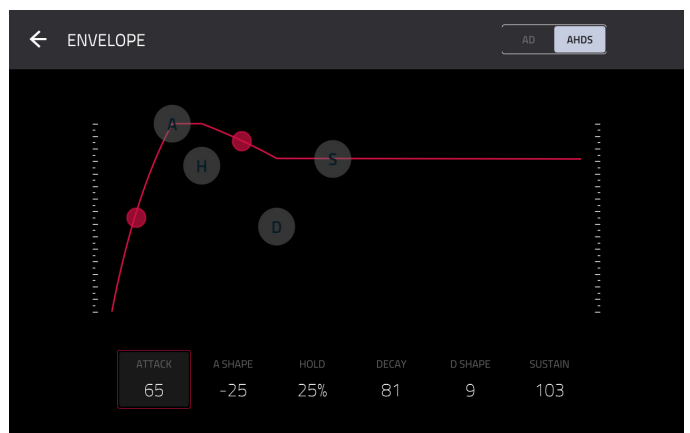 ENVELOPE
AD AHDS
A
H
S
D
ATTACK A SHAPE HOLD DECAY D SHAPE SUSTAIN
65 -25 25% 81 9 103